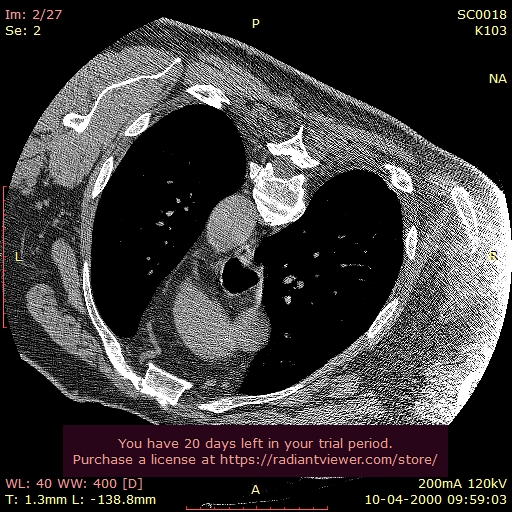 Im: 2/27
Se: 2
P
SC0018
K103
NA
L
R
You have 20 days left in your trial period.
Purchase a license at https://radiantviewer.com/store/
WL: 40 WW: 400 [D]
T: 1.3mm L: -138.8mm
A
200mA 120kV
10-04-2000 09:59:03